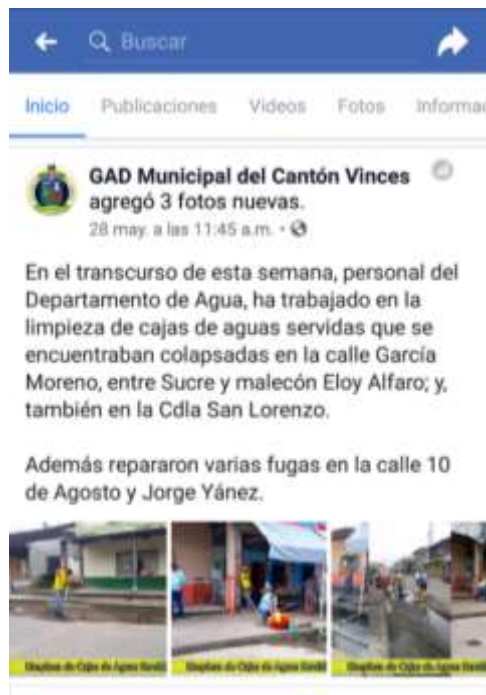 Buscar
Inicio Publicaciones Videos Fotos Informac
GAD Municipal del Cantón Vinces
agregó 3 fotos nuevas.
28 may. a las 11:45 a.m. •
En el transcurso de esta semana, personal del
Departamento de Agua, ha trabajado en la
limpieza de cajas de aguas servidas que se
encuentraban colapsadas en la calle García
Moreno, entre Sucre y malecón Eloy Alfaro; y,
también en la Cdla San Lorenzo.
Además repararon varias fugas en la calle 10
de Agosto y Jorge Yánez.